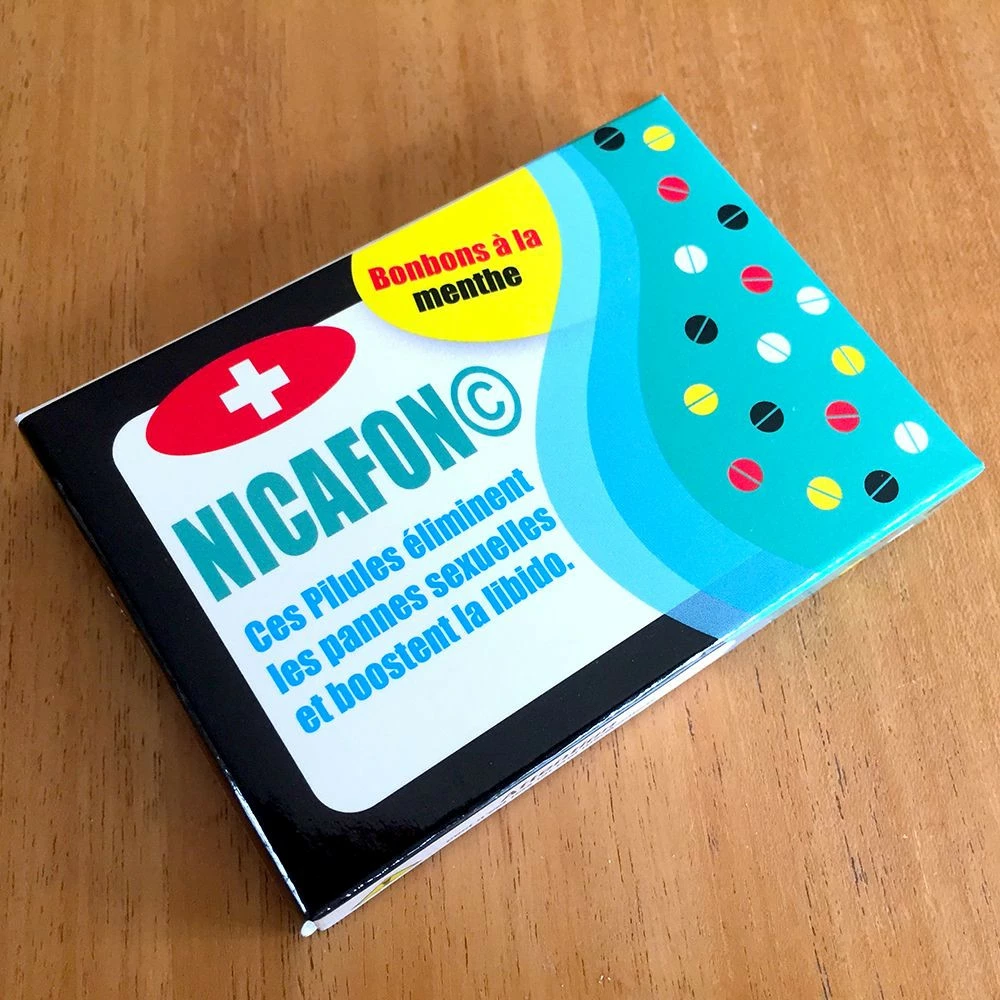 Bonbons à la
menthe
NICAFON©
Ces Pilules éliminent
les pannes sexuelles
et boostent la libido.